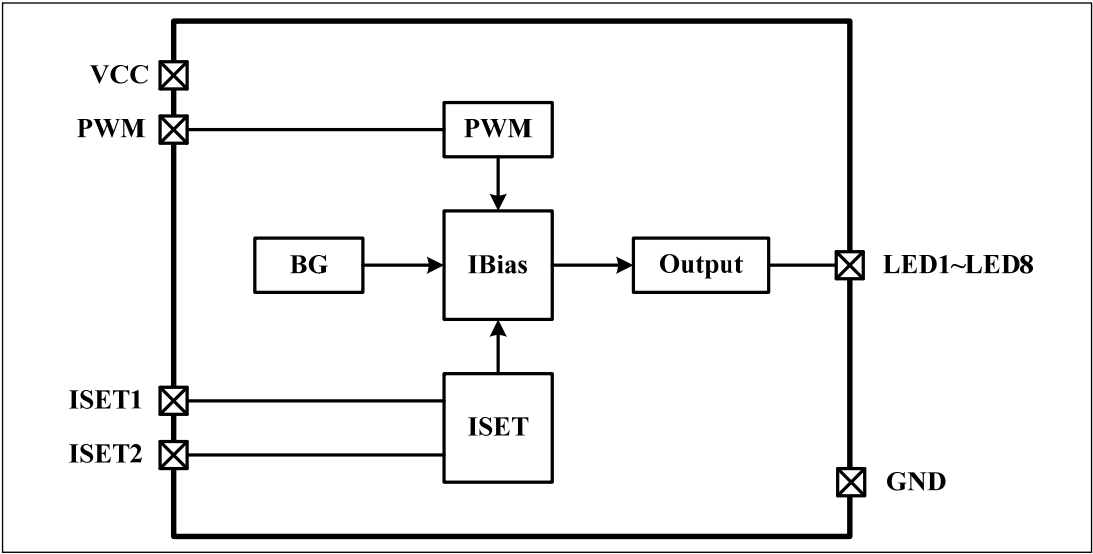 VCC
PWM
PWM
BG
IBias
Output
LED1~LED8
ISET1
ISET
ISET2
GND